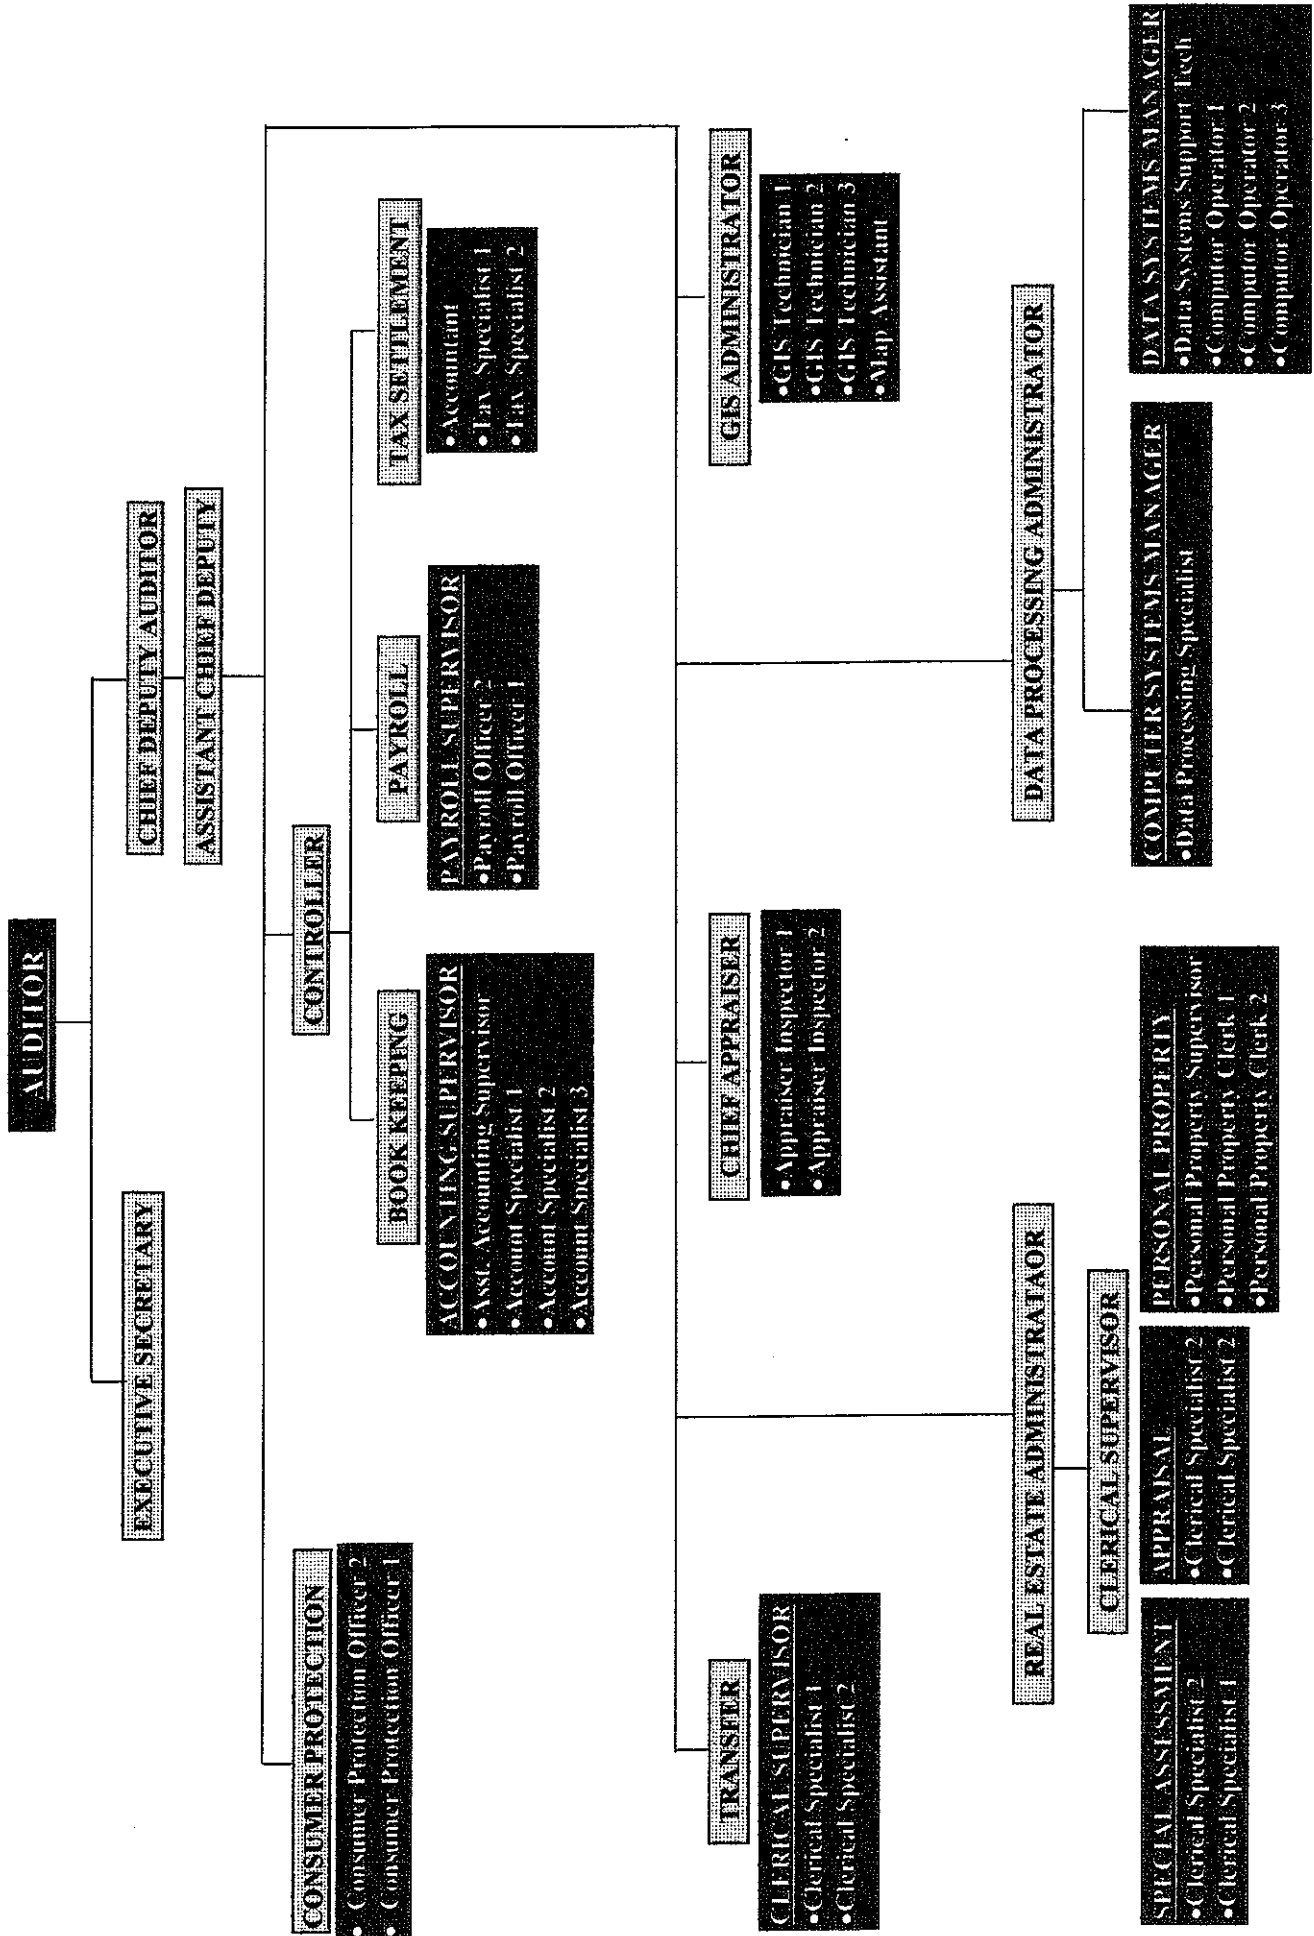 AUDITOR
EXECUTIVE SECRETARY
CHIEF DEPUTY AUDITOR
ASSISTANT CHIEF DEPUTY
CONSUMER PROTECTION
• Consumer Protection Officer 2
• Consumer Protection Officer 1
CONTROLLER
BOOK KEEPING
ACCOUNTING SUPERVISOR
• Asst. Accounting Supervisor
• Account Specialist 1
• Account Specialist 2
• Account Specialist 3
PAYROLL
PAYROLL SUPERVISOR
•Payroll Officer 2
•Payroll Officer 1
TAX SETTLEMENT
• Accountant
• Tax Specialist 1
• Tax Specialist 2
TRANSFER
CLERICAL SUPERVISOR
•Clerical Specialist 1
•Clerical Specialist 2
CHIEF APPRAISER
• Appraiser Inspector 1
• Appraiser Inspector 2
GIS ADMINISTRATOR
•GIS Technician 1
•GIS Technician 2
•GIS Technician 3
•Map Assistant
REAL ESTATE ADMINISTRATAOR
CLERICAL SUPERVISOR
SPECIAL ASSESSMENT
•Clerical Specialist 2
•Clerical Specialist 1
APPRAISAL
•Clerical Specialist 2
•Clerical Specialist 2
PERSONAL PROPERTY
•Personal Property Supervisor
•Personal Property Clerk 1
•Personal Property Clerk 2
DATA PROCESSING ADMINISTRATOR
COMPUTER SYSTEMS MANAGER
•Data Processing Specialist
DATA SYSTEMS MANAGER
•Data Systems Support Tech
•Computor Operator 1
•Computor Operator 2
•Computor Operator 3